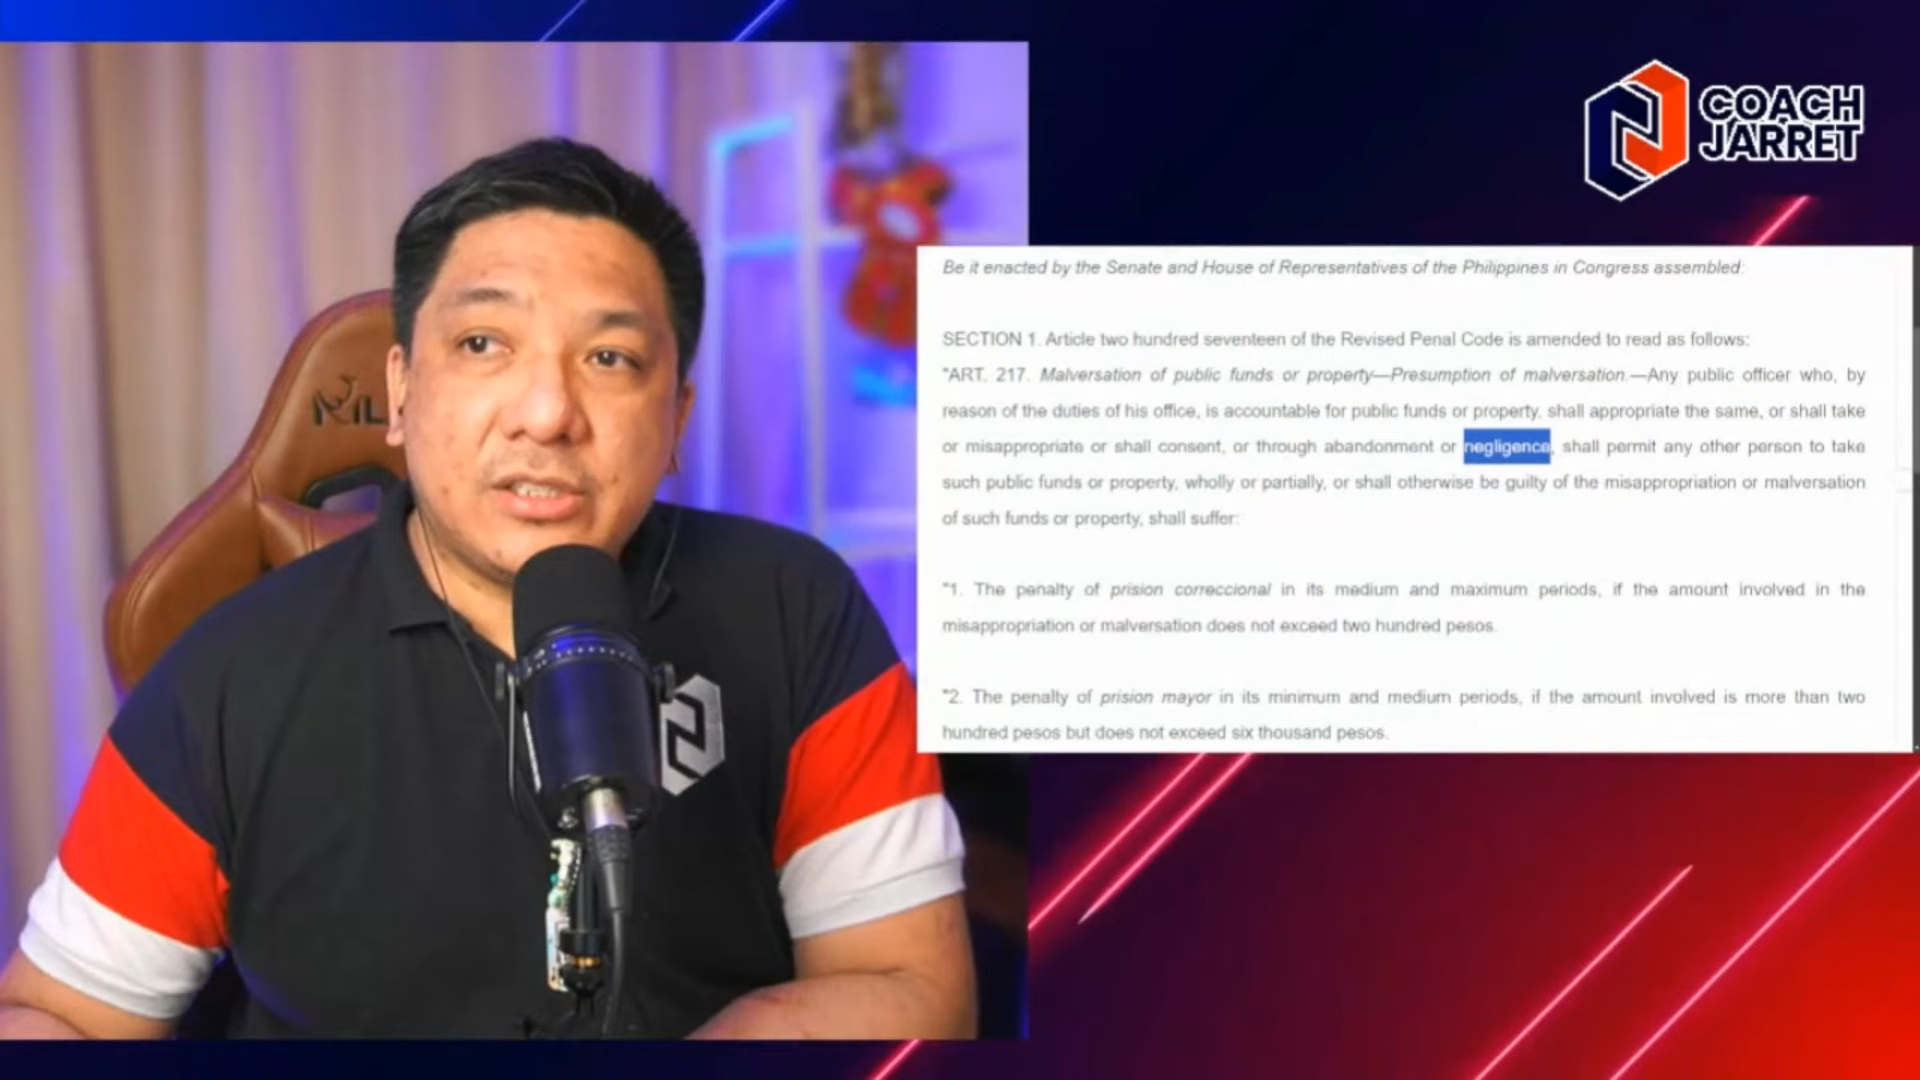 COACH
JARRET
Be it enacted by the Senate and House of Representatives of the Philippines in Congress assembled:
SECTION 1. Article two hundred seventeen of the Revised Penal Code is amended to read as follows:
"ART. 217. Malversation of public funds or property—Presumption of malversation.—Any public officer who, by
reason of the duties of his office, is accountable for public funds or property, shall appropriate the same, or shall take
or misappropriate or shall consent, or through abandonment or negligence, shall permit any other person to take
such public funds or property, wholly or partially, or shall otherwise be guilty of the misappropriation or malversation
of such funds or property, shall suffer:
"1. The penalty of prision correccional in its medium and maximum periods, if the amount involved in the
misappropriation or malversation does not exceed two hundred pesos.
"2. The penalty of prision mayor in its minimum and medium periods, if the amount involved is more than two
hundred pesos but does not exceed six thousand pesos.